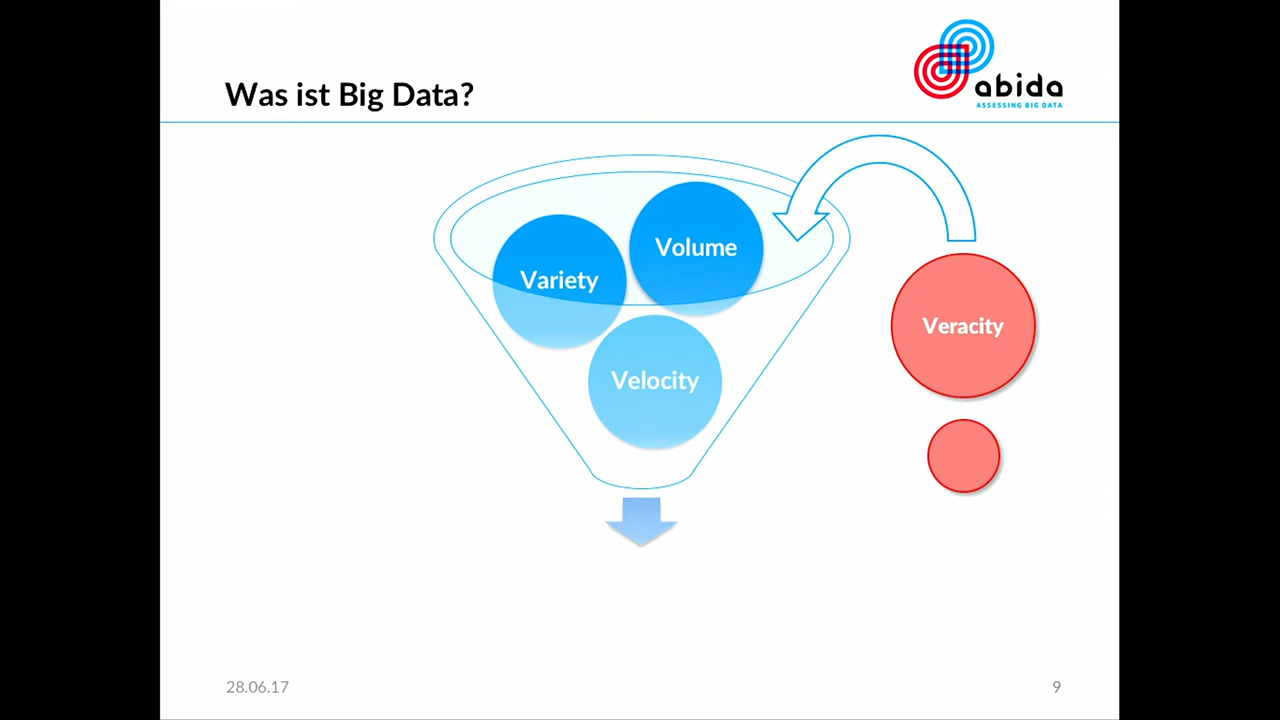 Was ist Big Data?
abida
ASSESSING BIG DATA
Volume
Variety
Veracity
Velocity
28.06.17
9